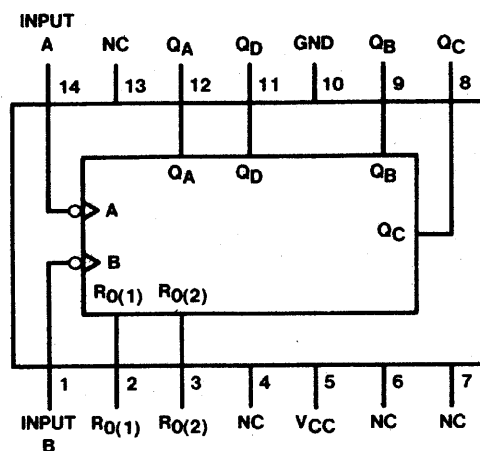 INPUT
A NC QA QD GND QB QC
14 13 12 11 10 9 8
QA QD QB
A
QC
B
R0(1) R0(2)
1 2 3 4 5 6 7
INPUT R0(1) R0(2) NC VCC NC NC
B